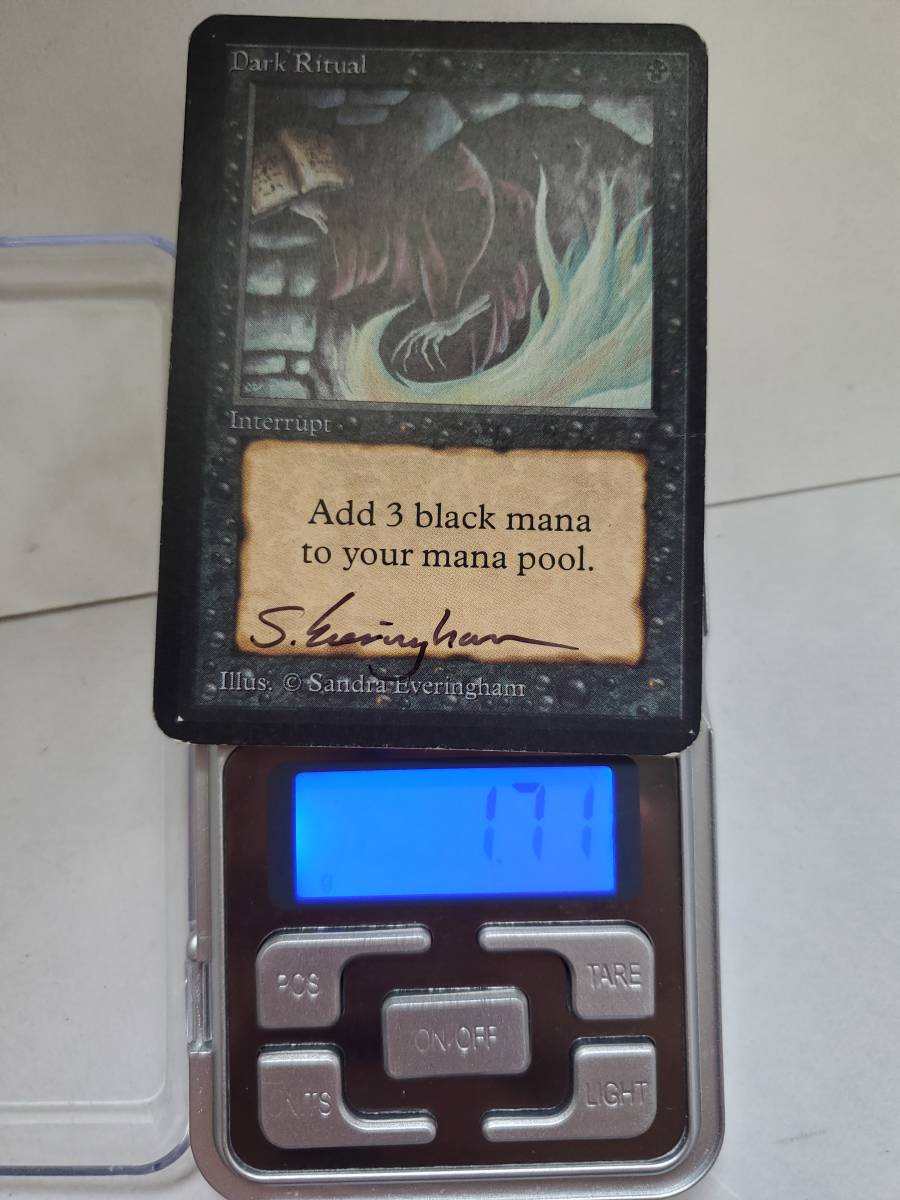 Dark Ritual
Interrupt
Add 3 black mana
to your mana pool.
S. Everingham
Illus. © Sandra Everingham
1.71
g
PCS
TARE
ON·OFF
UNITS
LIGHT